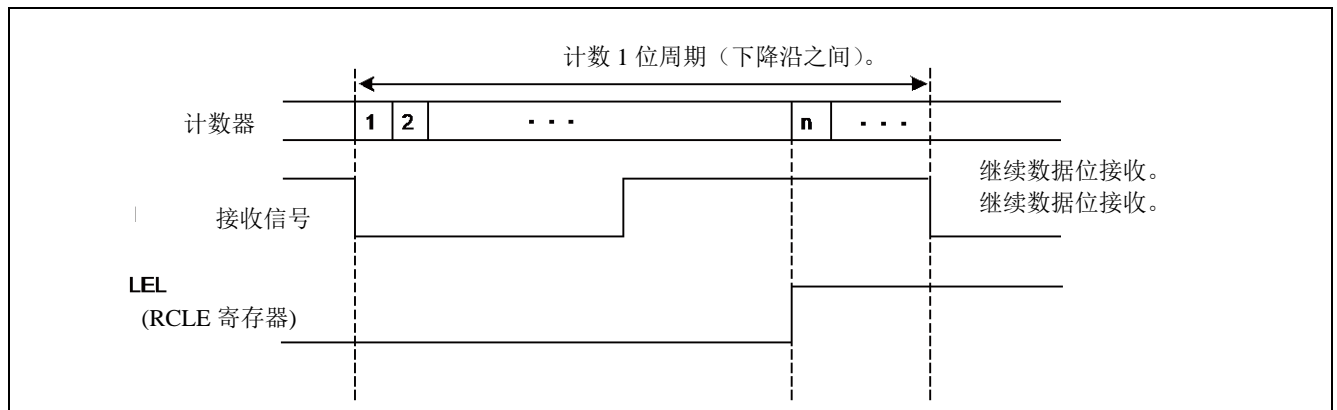 计数 1 位周期（下降沿之间）。
计数器 1 2 · · · n · · ·
继续数据位接收。
继续数据位接收。
接收信号
LEL
(RCLE 寄存器)